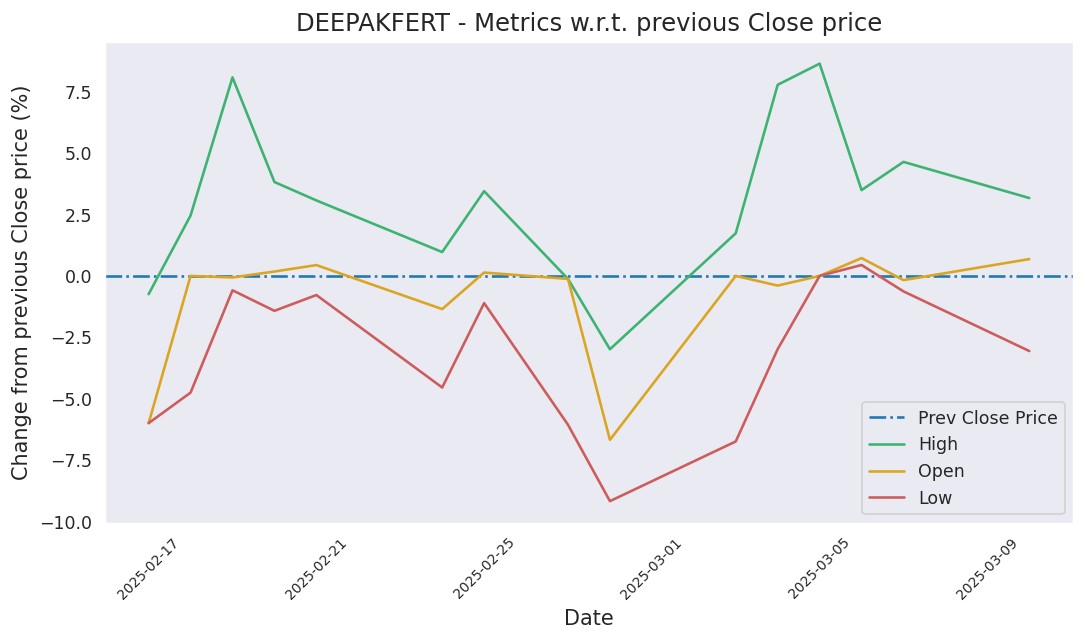 DEEPAKFERT - Metrics w.r.t. previous Close price
Change from previous Close price (%)
7.5
5.0
2.5
0.0
−2.5
−5.0
−7.5
−10.0
Prev Close Price
High
Open
Low
2025-02-17
2025-02-21
2025-02-25
2025-03-01
2025-03-05
2025-03-09
Date